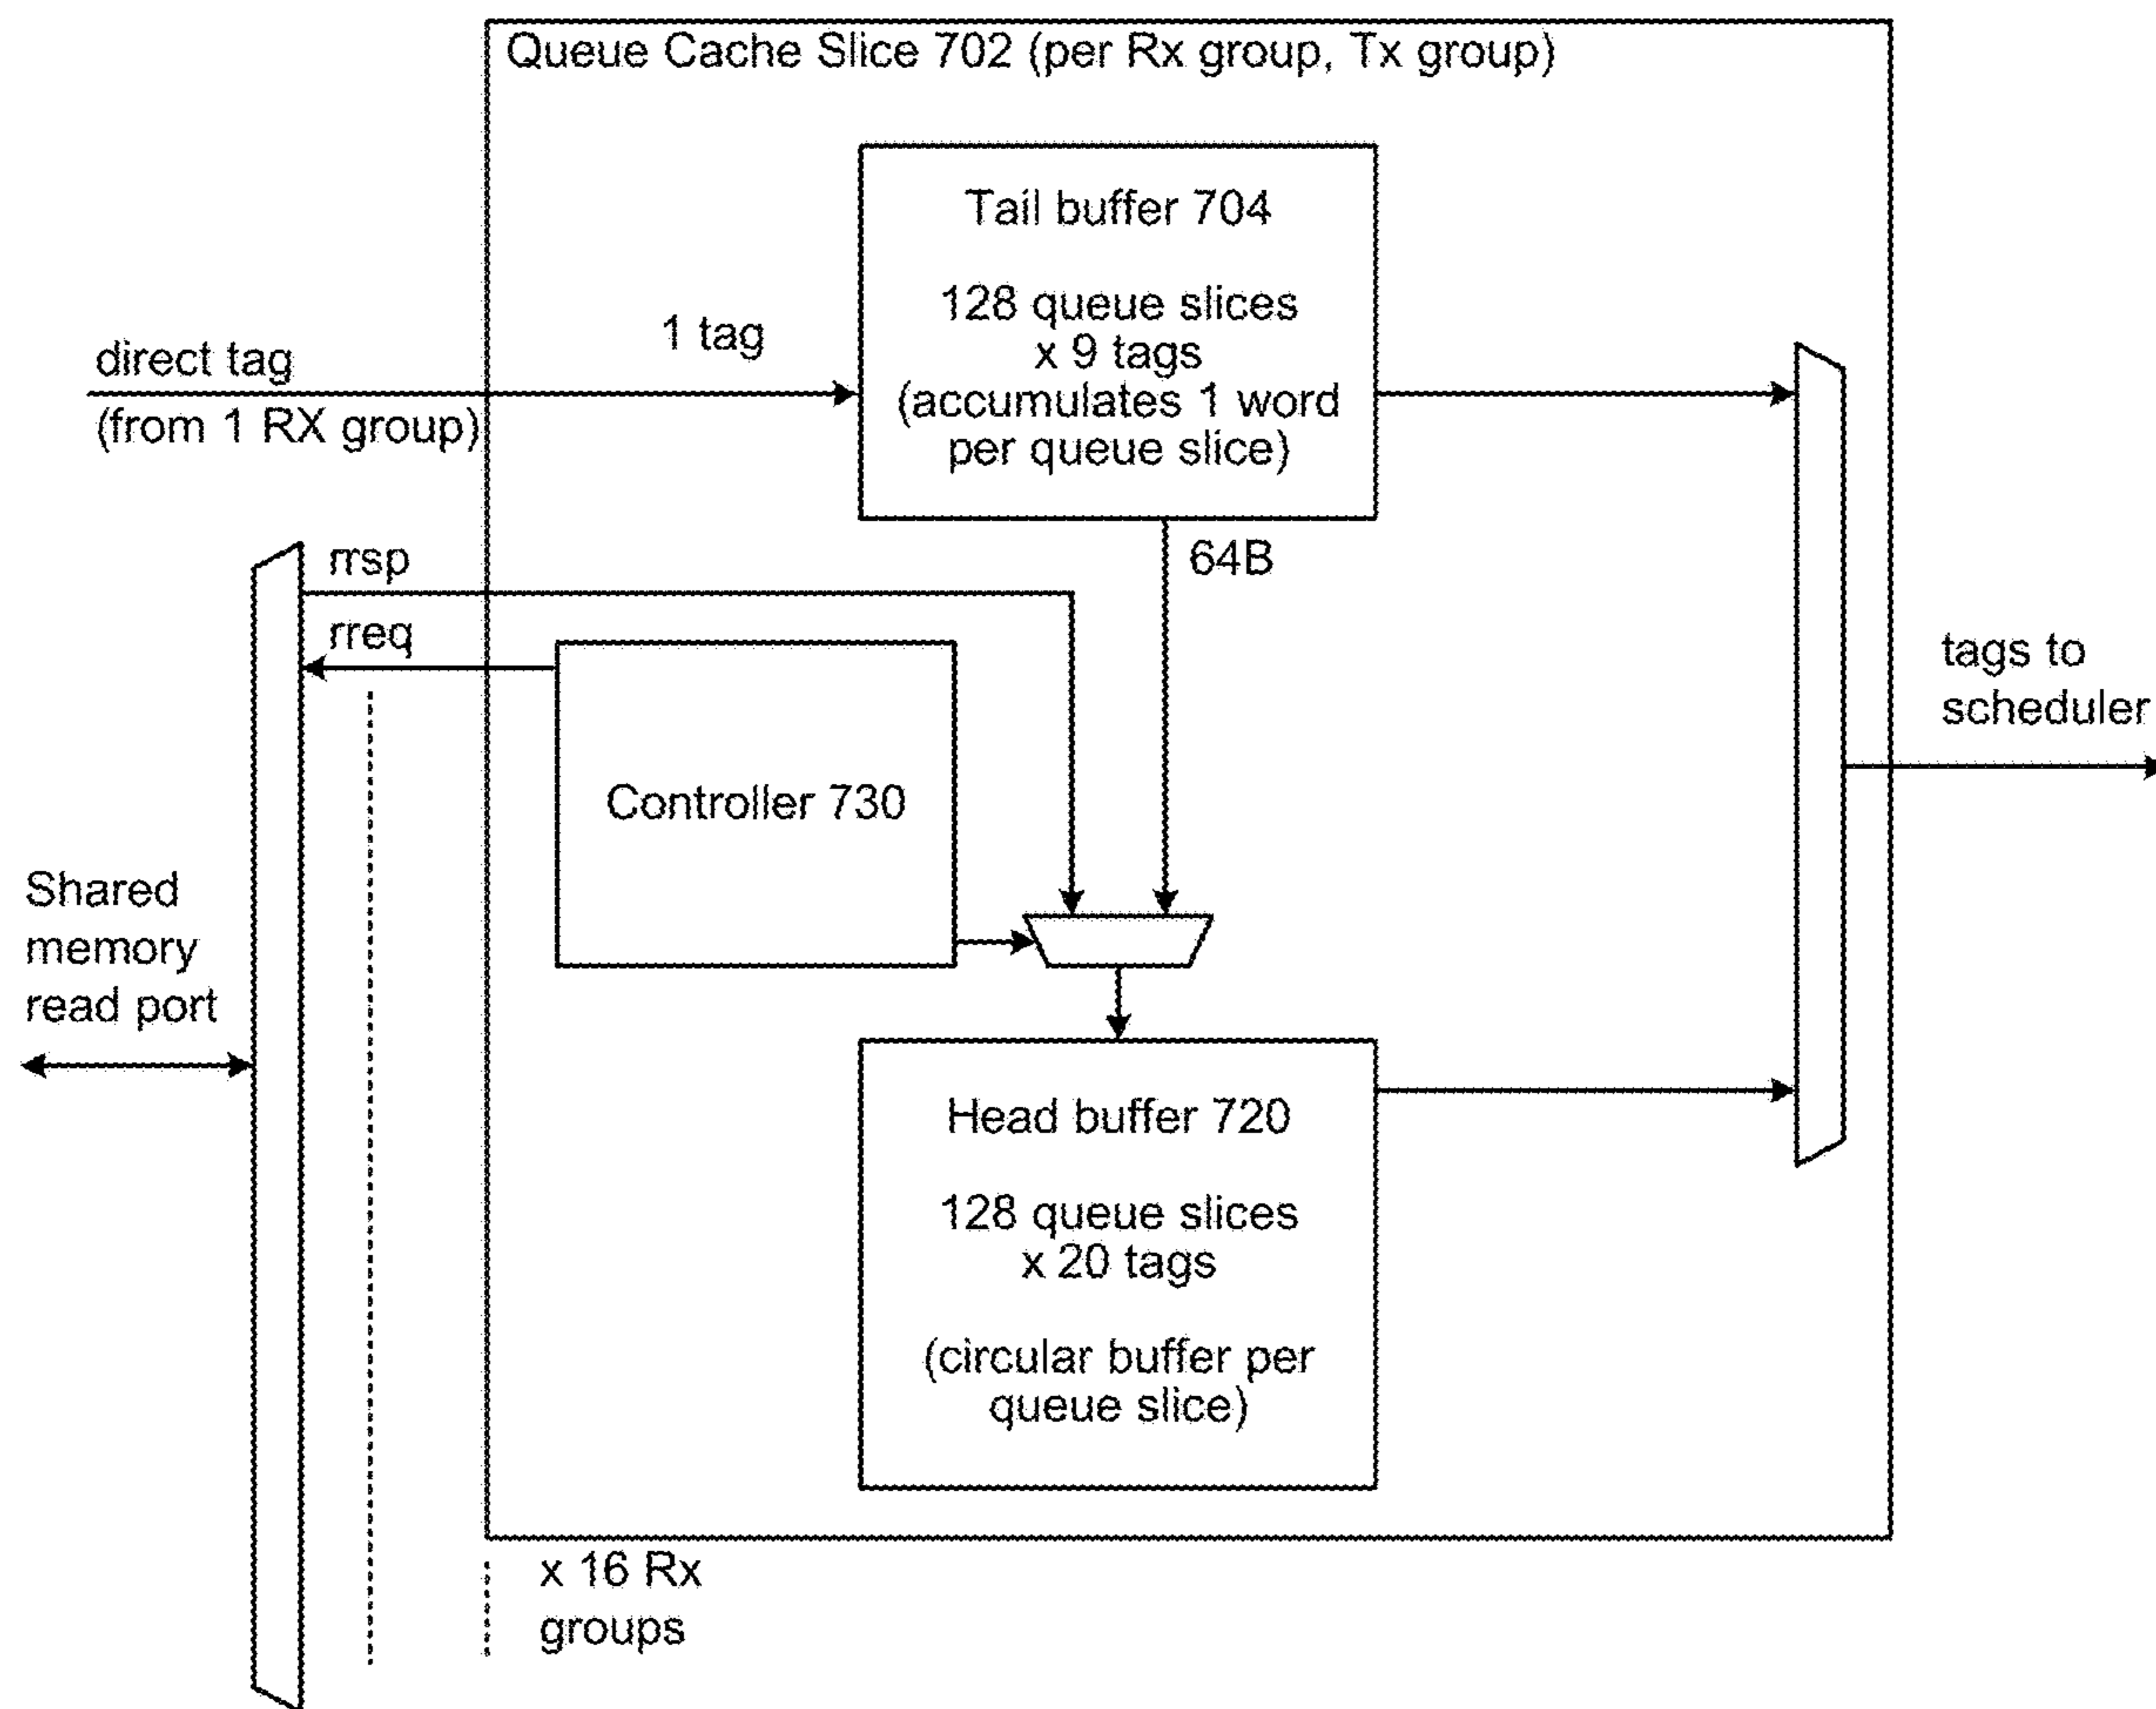 Queue Cache Slice 702 (per Rx group, Tx group)
Tail buffer 704
128 queue slices
x 9 tags
(accumulates 1 word
per queue slice)
1 tag
direct tag
(from 1 RX group)
rrsp
64B
rreq
Controller 730
tags to
scheduler
Shared
memory
read port
Head buffer 720
128 queue slices
x 20 tags
(circular buffer per
queue slice)
x 16 Rx
groups